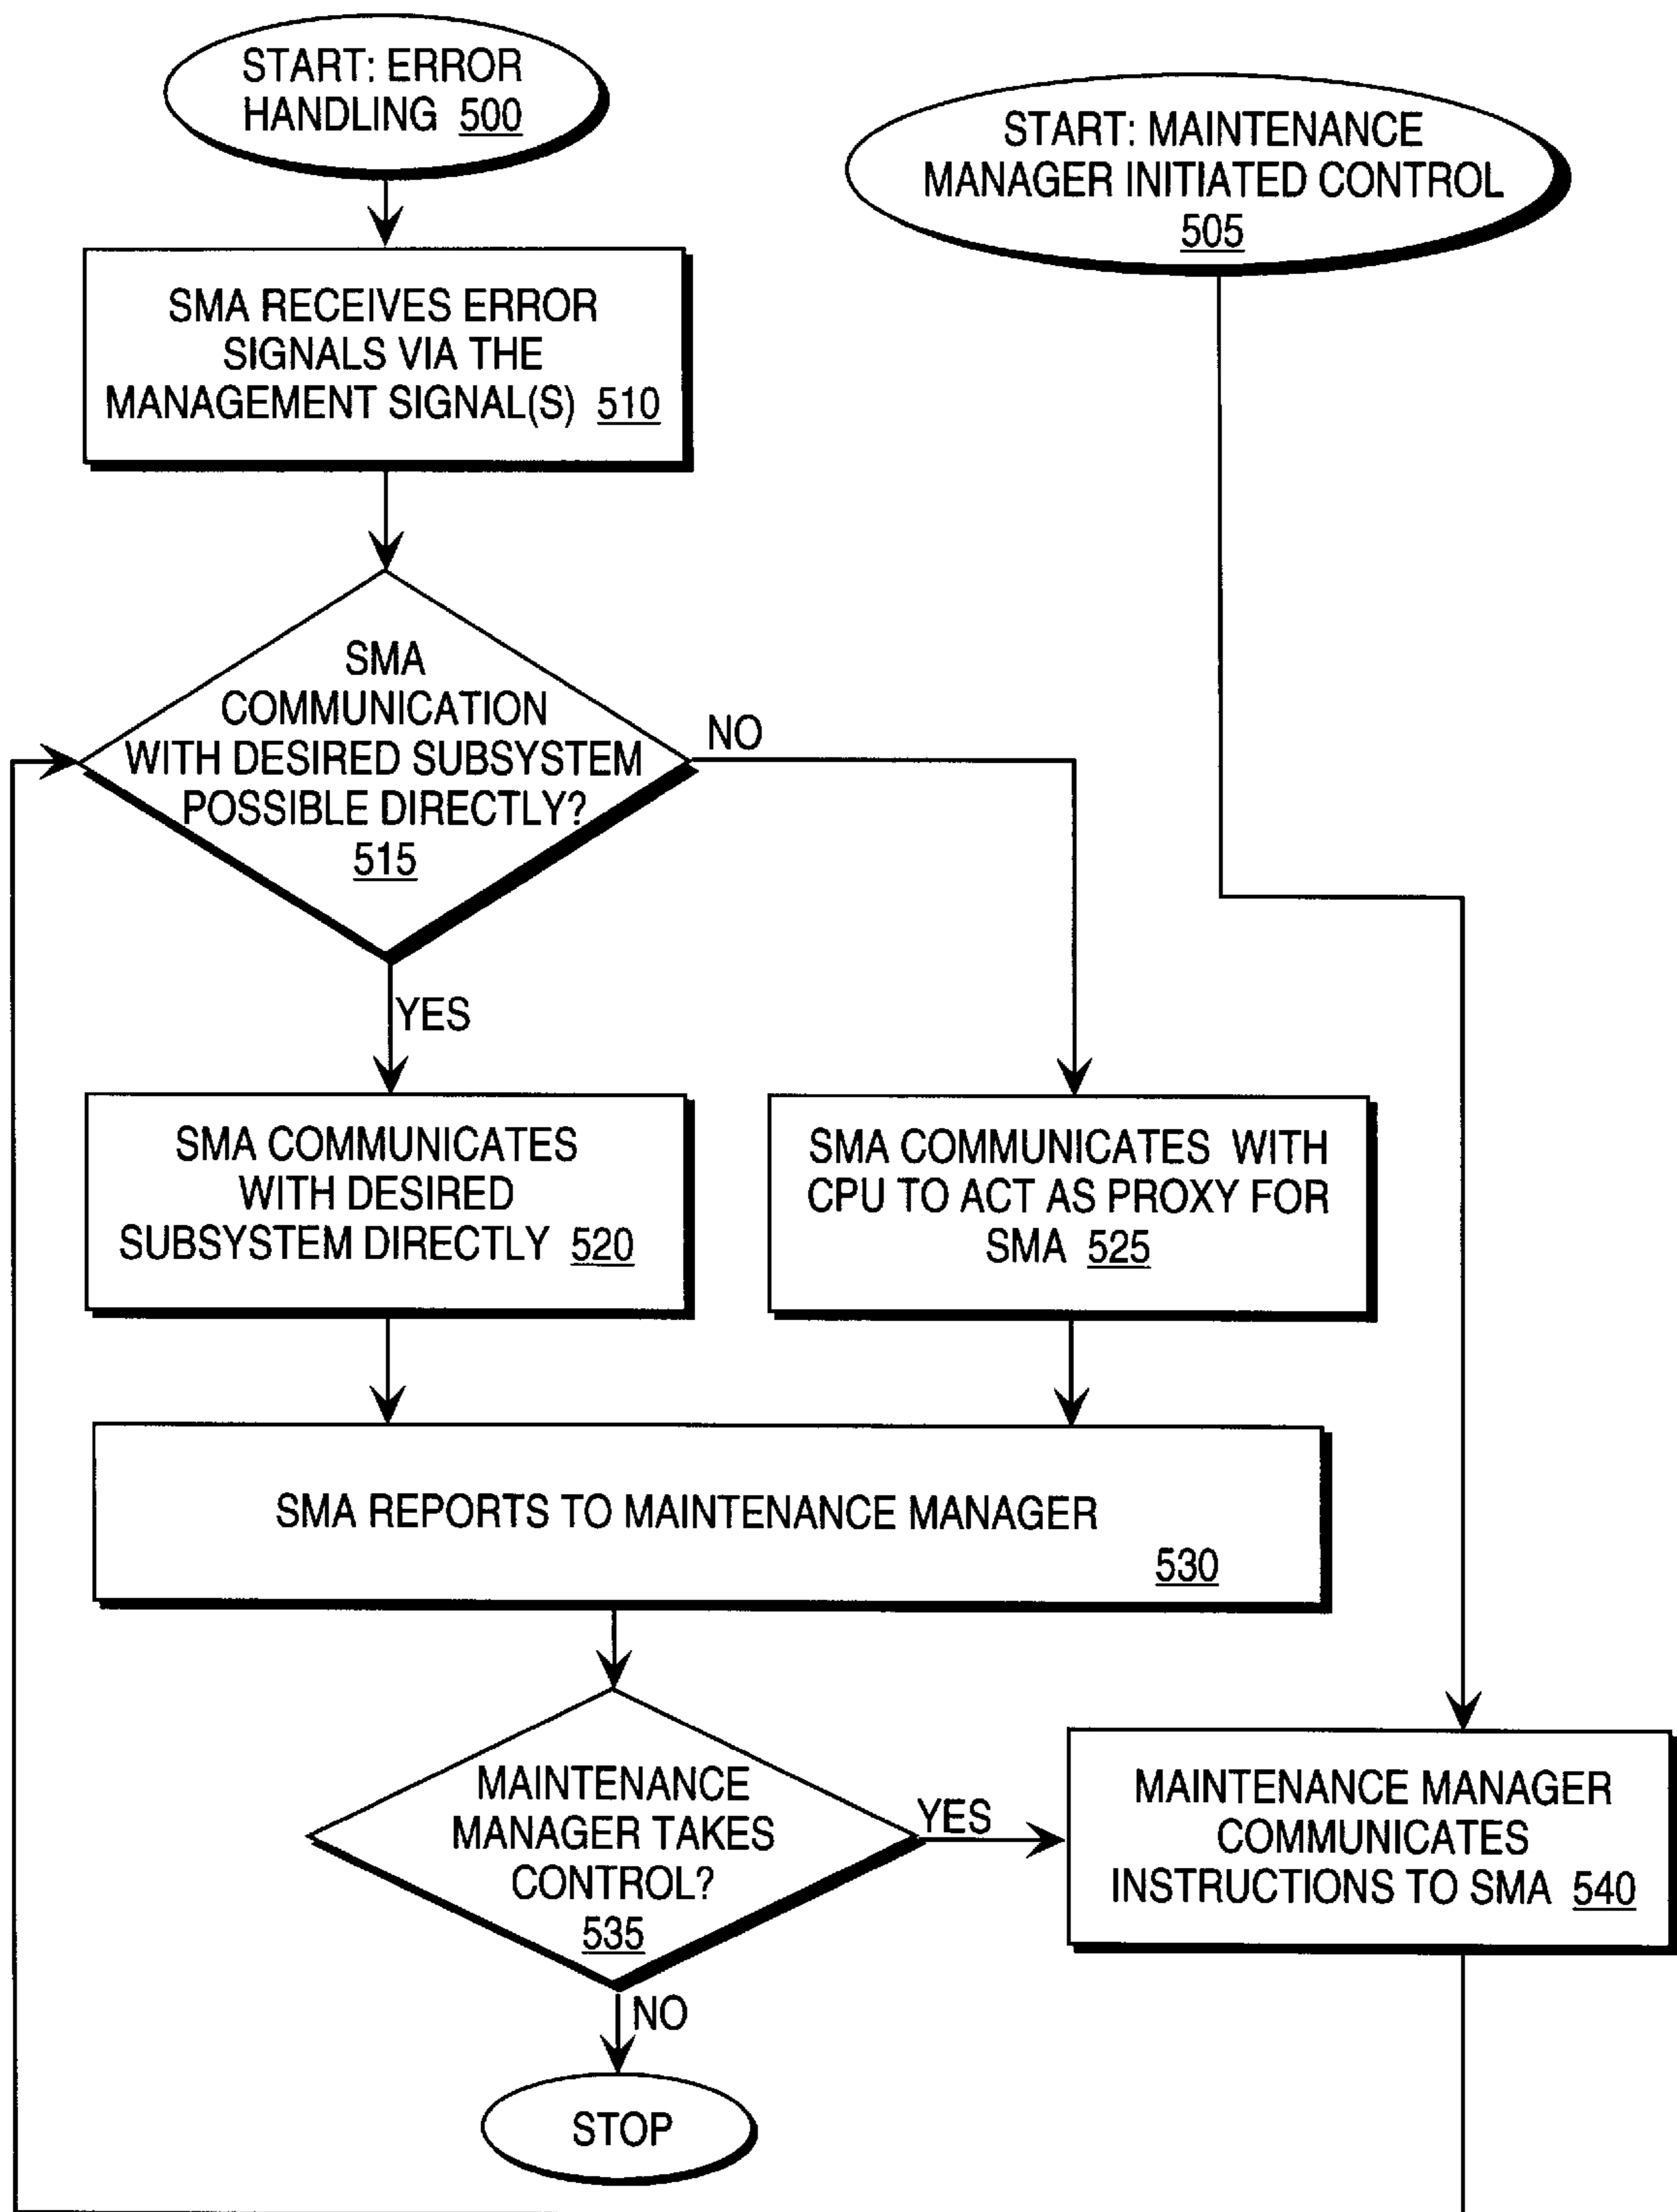 START: ERROR
HANDLING 500
START: MAINTENANCE
MANAGER INITIATED CONTROL
505
SMA RECEIVES ERROR
SIGNALS VIA THE
MANAGEMENT SIGNAL(S) 510
SMA
COMMUNICATION
WITH DESIRED SUBSYSTEM
POSSIBLE DIRECTLY?
515
NO
YES
SMA COMMUNICATES
WITH DESIRED
SUBSYSTEM DIRECTLY 520
SMA COMMUNICATES WITH
CPU TO ACT AS PROXY FOR
SMA 525
SMA REPORTS TO MAINTENANCE MANAGER
530
MAINTENANCE
MANAGER TAKES
CONTROL?
535
YES
MAINTENANCE MANAGER
COMMUNICATES
INSTRUCTIONS TO SMA 540
NO
STOP